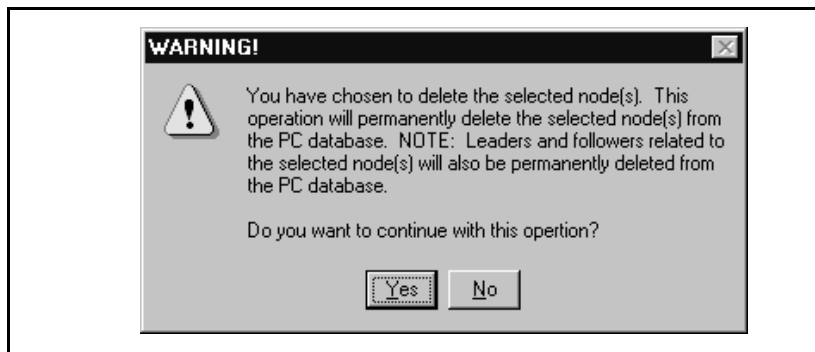 WARNING!
You have chosen to delete the selected node(s).  This
operation will permanently delete the selected node(s) from
the PC database.  NOTE:  Leaders and followers related to
the selected node(s) will also be permanently deleted from
the PC database.
Do you want to continue with this opertion?
Yes No